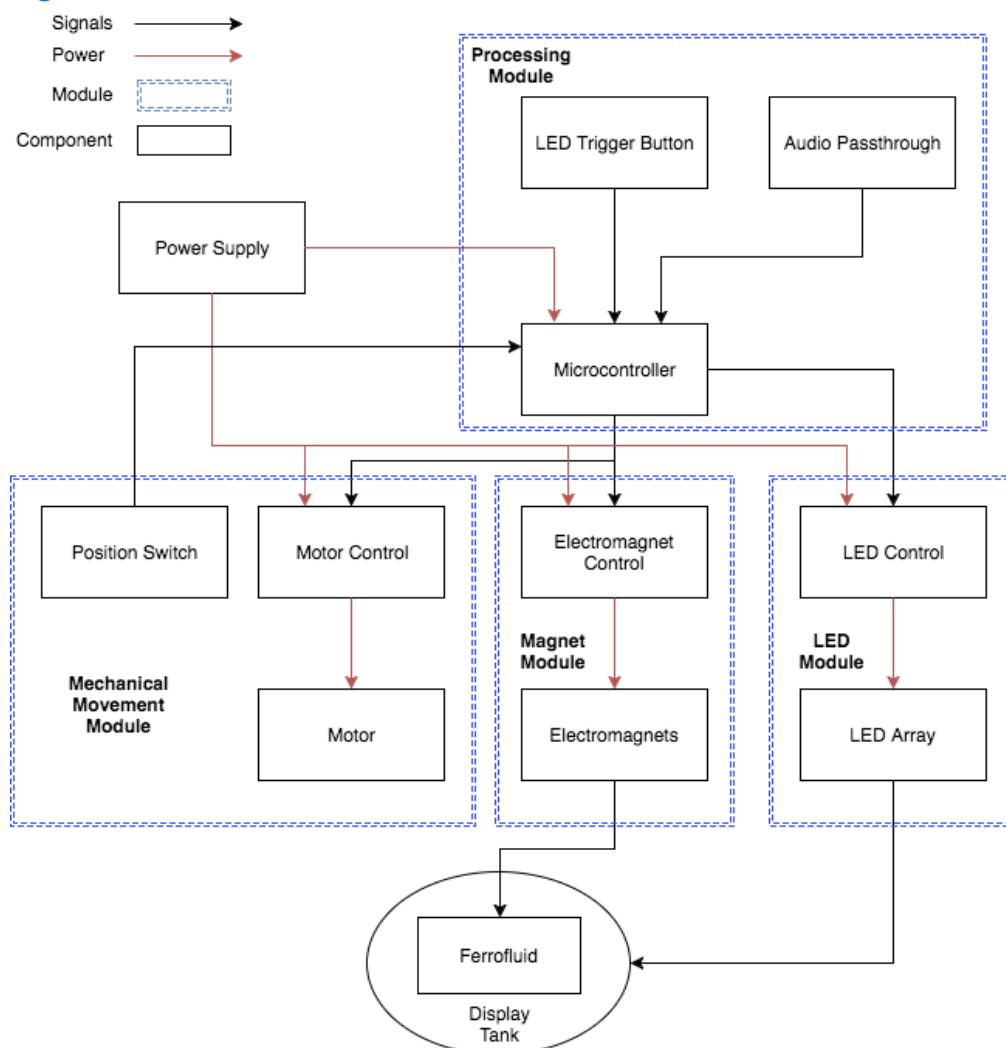 Signals
Power
Module
Component
Processing
Module
LED Trigger Button
Audio Passthrough
Power Supply
Microcontroller
Position Switch
Motor Control
Electromagnet
Control
LED Control
Mechanical
Movement
Module
Magnet
Module
LED
Module
Motor
Electromagnets
LED Array
Ferrofluid
Display
Tank